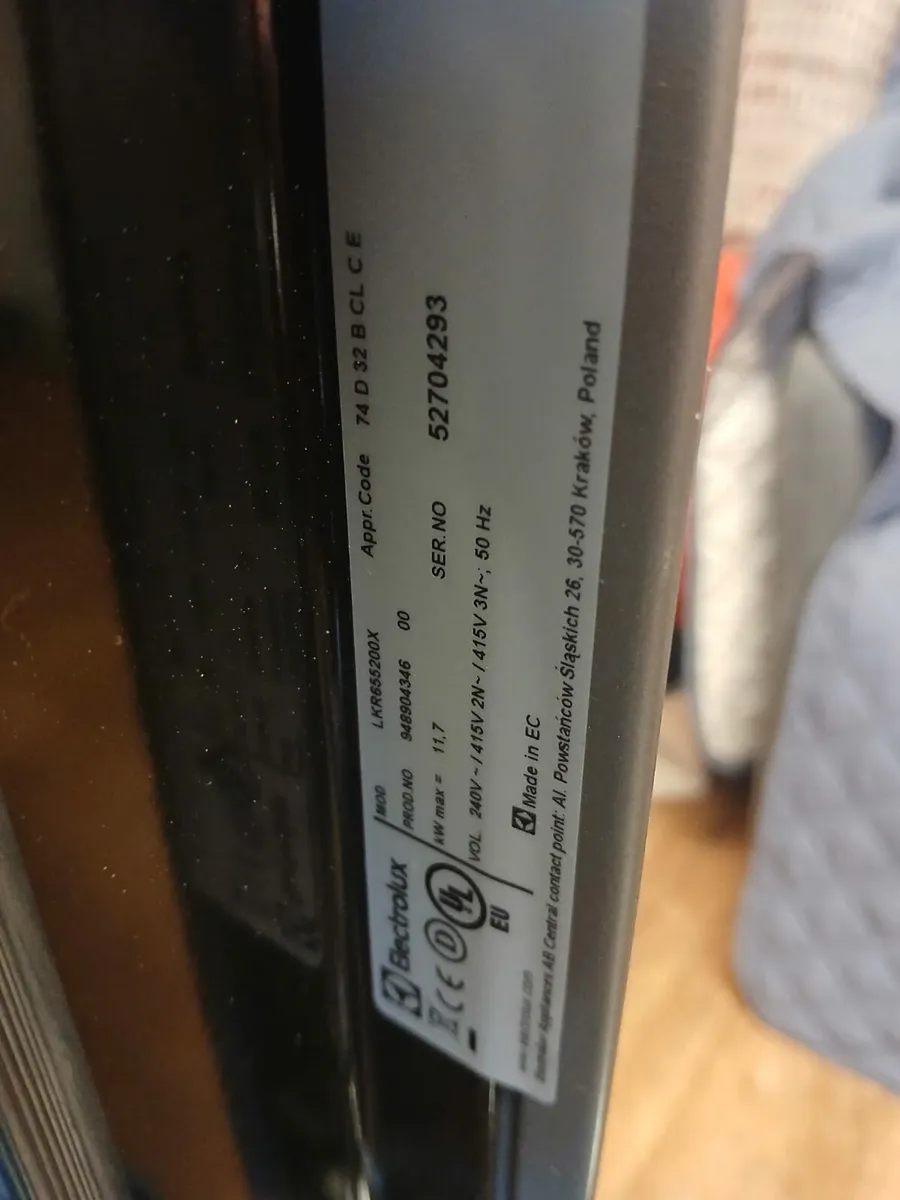 Electrolux
MOD LKR655200X Appr.Code 74 D 32 B CL C E
PROD.NO 948904346 00
kW max = 11,7 SER.NO 52704293
VOL 240V ~ / 415V 2N~ / 415V 3N~; 50 Hz
CE D UL
EU
Made in EC
Appliances AB Central contact point: Al. Powstańców Śląskich 26, 30-570 Kraków, Poland